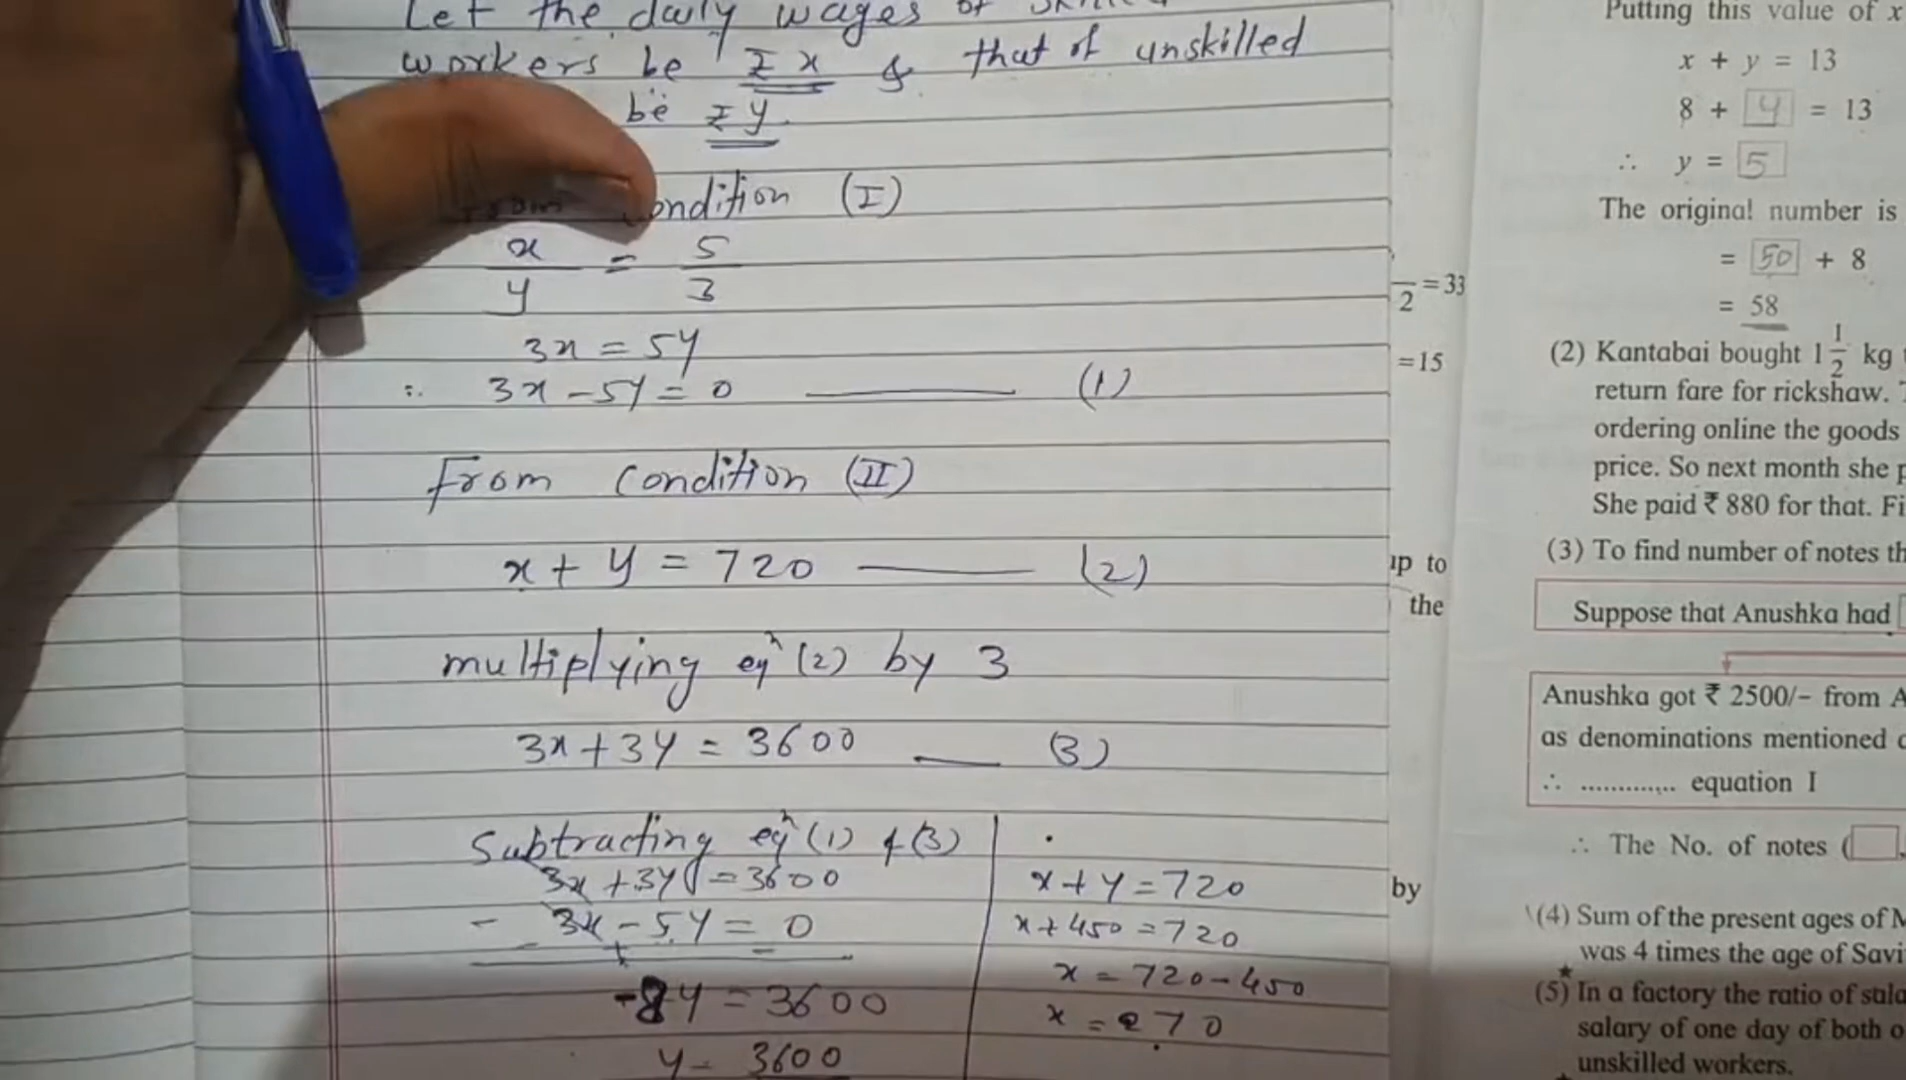 Let the daily wages of
workers be ₹ x & that of unskilled
be ₹ y.
condition (I)
x/y = 5/3
3x = 5y
∴ 3x - 5y = 0 (1)
From condition (II)
x + y = 720 (2)
multiplying eqⁿ (2) by 3
3x + 3y = 3600 (3)
Subtracting eqⁿ (1) & (3)
3x + 3y = 3600
- 3x - 5y = 0
- + -
-8y = 3600
y = 3600
x + y = 720
x + 450 = 720
x = 720 - 450
x = 270
/2 = 33
= 15
up to
the
by
Putting this value of x
x + y = 13
8 + 4 = 13
∴ y = 5
The original number is
= 50 + 8
= 58
(2) Kantabai bought 1 1/2 kg
return fare for rickshaw.
ordering online the goods
price. So next month she
She paid ₹ 880 for that.
(3) To find number of notes
Suppose that Anushka had
Anushka got ₹ 2500/- from
as denominations mentioned
∴ ............. equation I
∴ The No. of notes (
(4) Sum of the present ages of
was 4 times the age of
(5) In a factory the ratio of
salary of one day of both
unskilled workers.